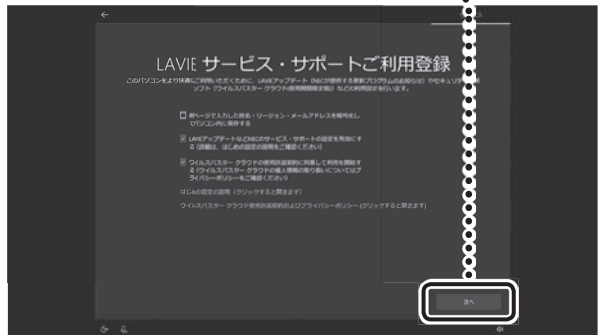 LAVIE サービス・サポートご利用登録
このパソコンをより快適にご利用いただくために、LAVIEアップデート（NECが提供する更新プログラムのお知らせ）やセキュリティ対策
ソフト（ウイルスバスター クラウド（使用期間限定版））などの利用設定を行います。
前ページで入力した姓名・リージョン・メールアドレスを暗号化し
てパソコン内に保存する
LAVIEアップデートなどNECのサービス・サポートの設定を有効にす
る（詳細は、はじめの設定の説明をご確認ください）
ウイルスバスター クラウドの使用許諾契約に同意して利用を開始す
る（ウイルスバスター クラウドの個人情報の取り扱いについてはプ
ライバシーポリシーをご確認ください）
はじめの設定の説明（クリックすると開きます）
ウイルスバスター クラウド使用許諾契約およびプライバシーポリシー（クリックすると開きます）
次へ